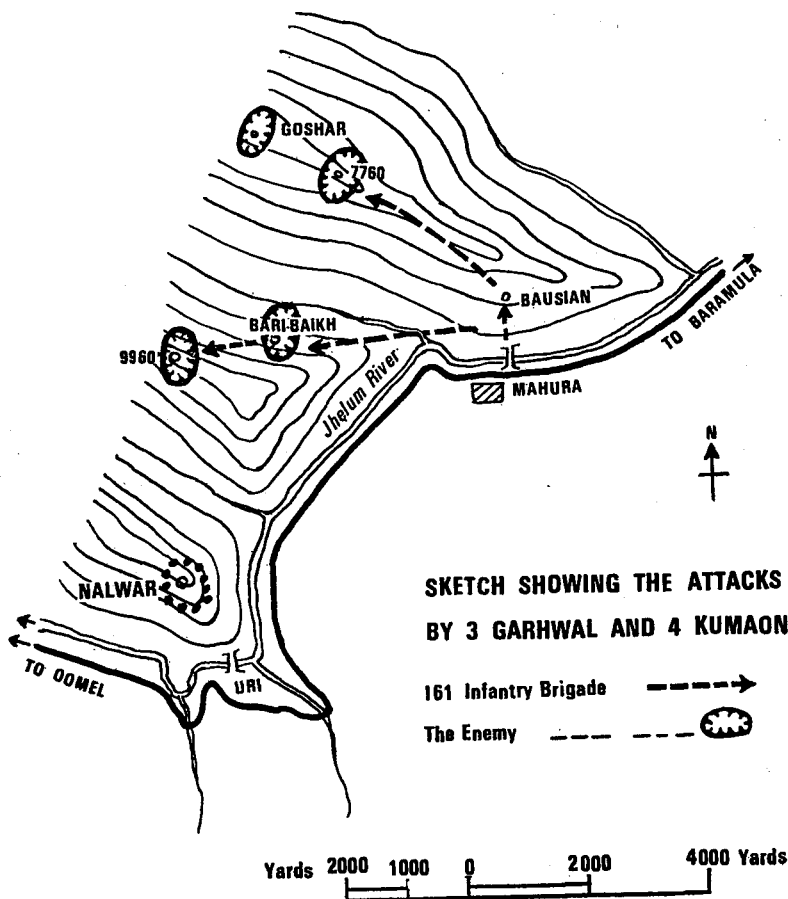 GOSHAR
7760
BAUSIAN
TO BARAMULA
BARI BAIKH
9960
Jhelum River
MAHURA
N
NALWAR
TO OOMEL
URI
SKETCH SHOWING THE ATTACKS
BY 3 GARHWAL AND 4 KUMAON
161 Infantry Brigade
The Enemy
Yards 2000 1000 0 2000 4000 Yards